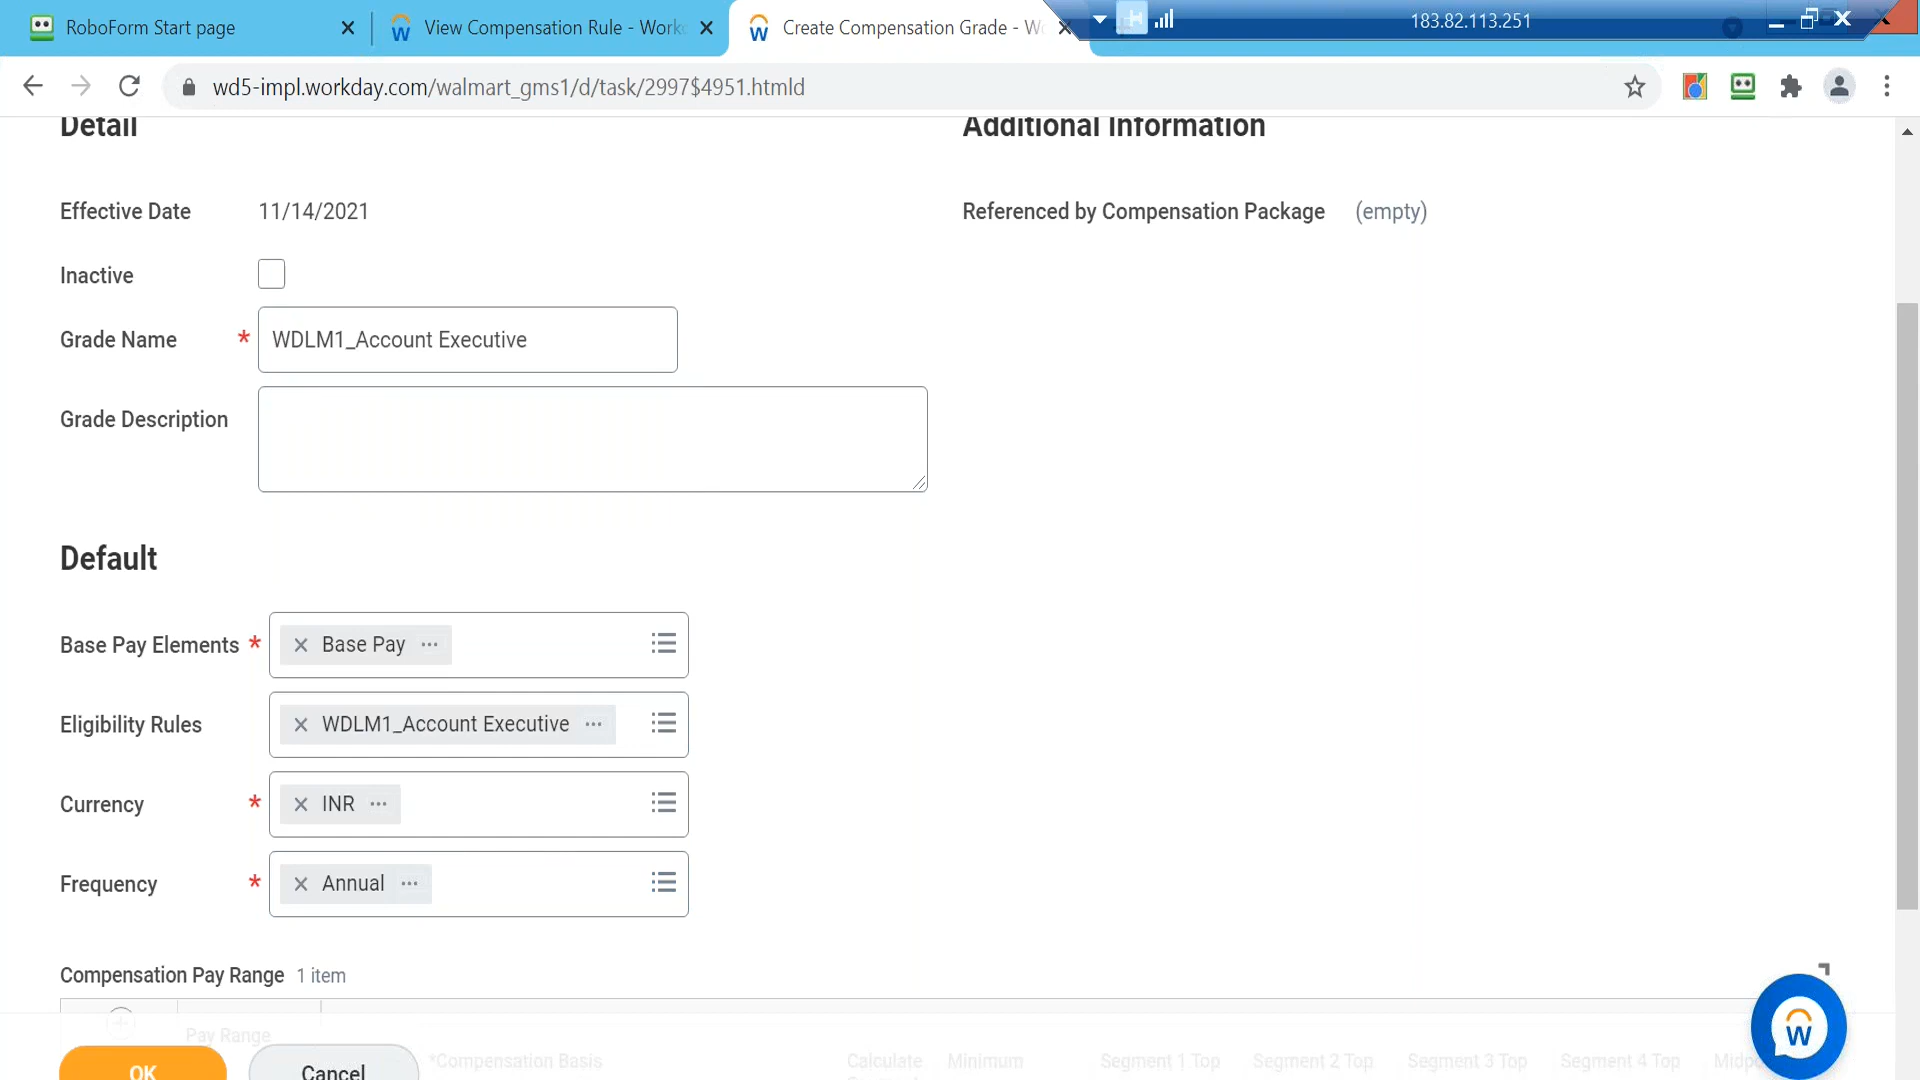 RoboForm Start page
View Compensation Rule - Work
Create Compensation Grade - Wo
183.82.113.251
wd5-impl.workday.com/walmart_gms1/d/task/2997$4951.htmld
Detail
Additional Information
Effective Date 11/14/2021
Referenced by Compensation Package (empty)
Inactive
Grade Name * WDLM1_Account Executive
Grade Description
Default
Base Pay Elements * Base Pay
Eligibility Rules WDLM1_Account Executive
Currency * INR
Frequency * Annual
Compensation Pay Range 1 item
Pay Range
*Compensation Basis Calculate Minimum Segment 1 Top Segment 2 Top Segment 3 Top Segment 4 Top Midpo
OK Cancel